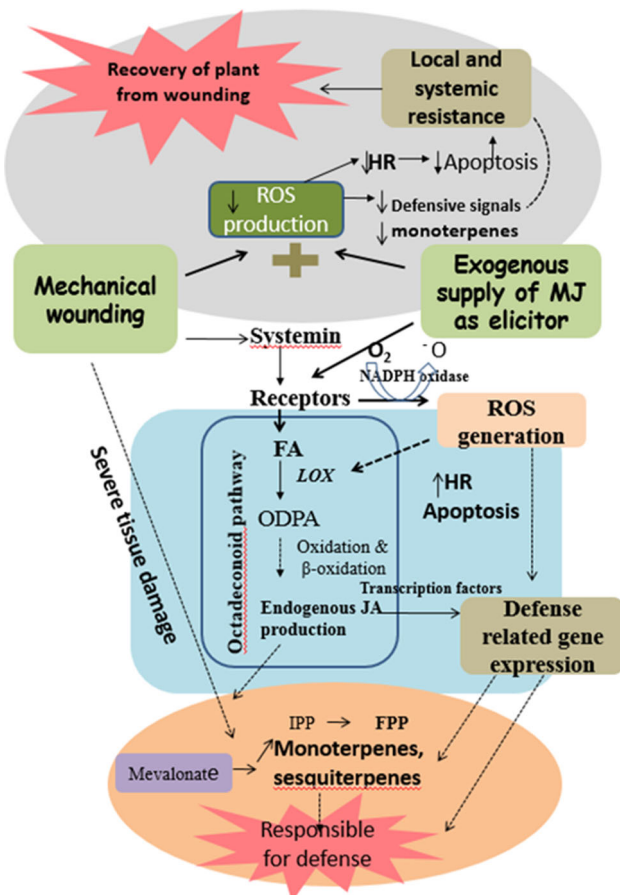 Recovery of plant
from wounding
Local and
systemic
resistance
↓HR → ↓Apoptosis
↓ ROS
production
↓ Defensive signals
↓ monoterpenes
Mechanical
wounding
+
Exogenous
supply of MJ
as elicitor
Systemin
O₂ ⁻O
NADPH oxidase
Receptors
ROS
generation
FA
LOX
ODPA
↑HR
Apoptosis
Oxidation &
β-oxidation
Octadeconoid pathway
Severe tissue damage
Transcription factors
Endogenous JA
production
Defense
related gene
expression
IPP → FPP
Monoterpenes,
sesquiterpenes
Mevalonate
Responsible
for defense